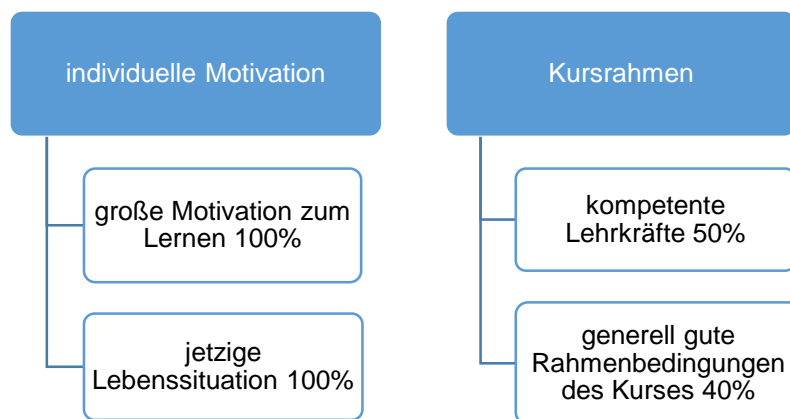 individuelle Motivation
große Motivation zum
Lernen 100%
jetzige
Lebenssituation 100%
Kursrahmen
kompetente
Lehrkräfte 50%
generell gute
Rahmenbedingungen
des Kurses 40%